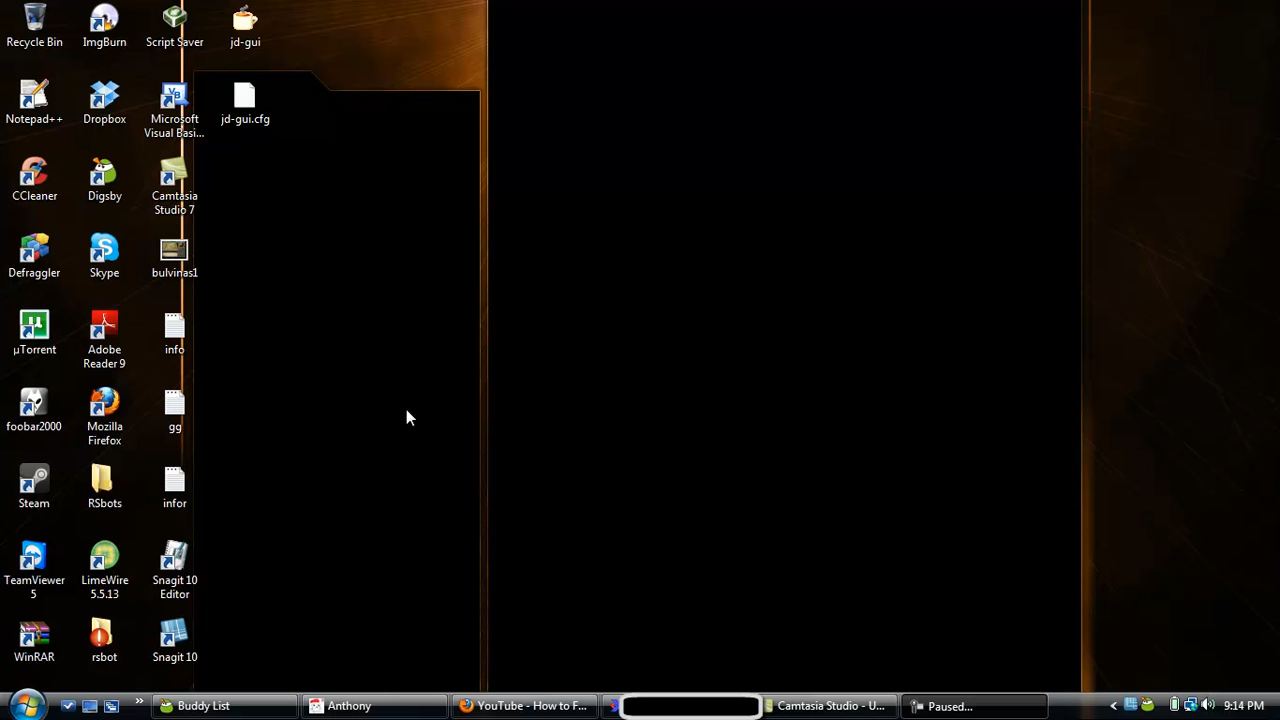 Recycle Bin
ImgBurn
Script Saver
jd-gui
Notepad++
Dropbox
Microsoft
Visual Basi...
jd-gui.cfg
CCleaner
Digsby
Camtasia
Studio 7
Defraggler
Skype
bulvinas1
µTorrent
Adobe
Reader 9
info
foobar2000
Mozilla
Firefox
gg
Steam
RSbots
infor
TeamViewer
5
LimeWire
5.5.13
Snagit 10
Editor
WinRAR
rsbot
Snagit 10
Buddy List
Anthony
YouTube - How to F...
Camtasia Studio - U...
Paused...
9:14 PM